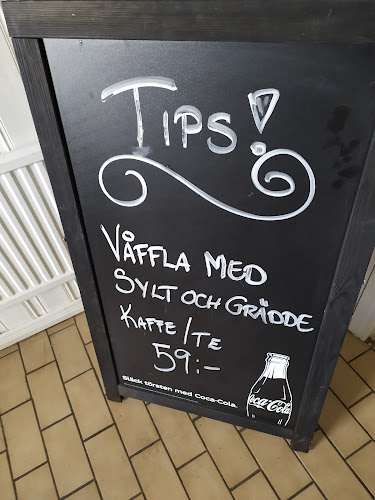 TIPS!
VÅFFLA MED
SYLT OCH GRÄDDE
KAFFE/TE
59:-
Släck törsten med Coca-Cola.
Coca-Cola